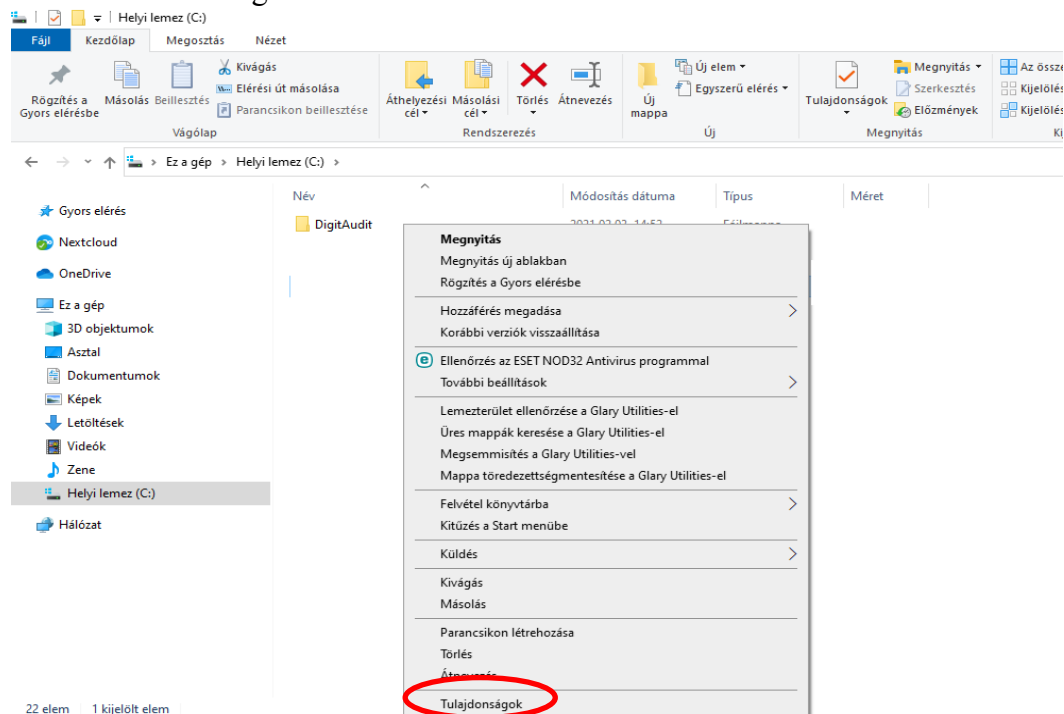 Helyi lemez (C:)
Fájl Kezdőlap Megosztás Nézet
Rögzítés a Gyors elérésbe
Másolás
Beillesztés
Kivágás
Elérési út másolása
Parancsikon beillesztése
Vágólap
Áthelyezési cél
Másolási cél
Törlés
Átnevezés
Rendszerezés
Új mappa
Új elem
Egyszerű elérés
Új
Tulajdonságok
Megnyitás
Szerkesztés
Előzmények
Megnyitás
Az össze
Kijelölés
Kijelölés
Ki
Ez a gép > Helyi lemez (C:) >
Név Módosítás dátuma Típus Méret
Gyors elérés
Nextcloud
OneDrive
Ez a gép
3D objektumok
Asztal
Dokumentumok
Képek
Letöltések
Videók
Zene
Helyi lemez (C:)
Hálózat
DigitAudit
Megnyitás
Megnyitás új ablakban
Rögzítés a Gyors elérésbe
Hozzáférés megadása
Korábbi verziók visszaállítása
Ellenőrzés az ESET NOD32 Antivirus programmal
További beállítások
Lemezterület ellenőrzése a Glary Utilities-el
Üres mappák keresése a Glary Utilities-el
Megsemmisítés a Glary Utilities-vel
Mappa töredezettségmentesítése a Glary Utilities-el
Felvétel könyvtárba
Kitűzés a Start menübe
Küldés
Kivágás
Másolás
Parancsikon létrehozása
Törlés
Átnevezés
Tulajdonságok
22 elem 1 kijelölt elem